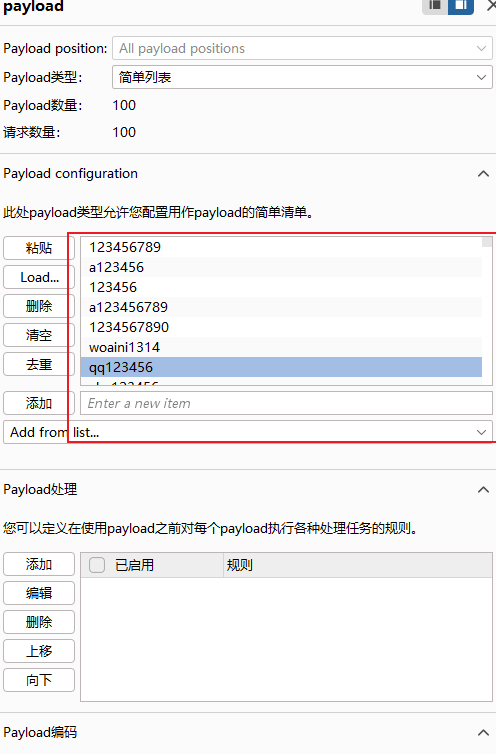 payload
Payload position: All payload positions
Payload类型: 简单列表
Payload数量: 100
请求数量: 100
Payload configuration
此处payload类型允许您配置用作payload的简单清单。
粘贴 123456789
a123456
Load... 123456
删除 a123456789
1234567890
清空 woaini1314
去重 qq123456
添加 Enter a new item
Add from list...
Payload处理
您可以定义在使用payload之前对每个payload执行各种处理任务的规则。
添加 已启用 规则
编辑
删除
上移
向下
Payload编码